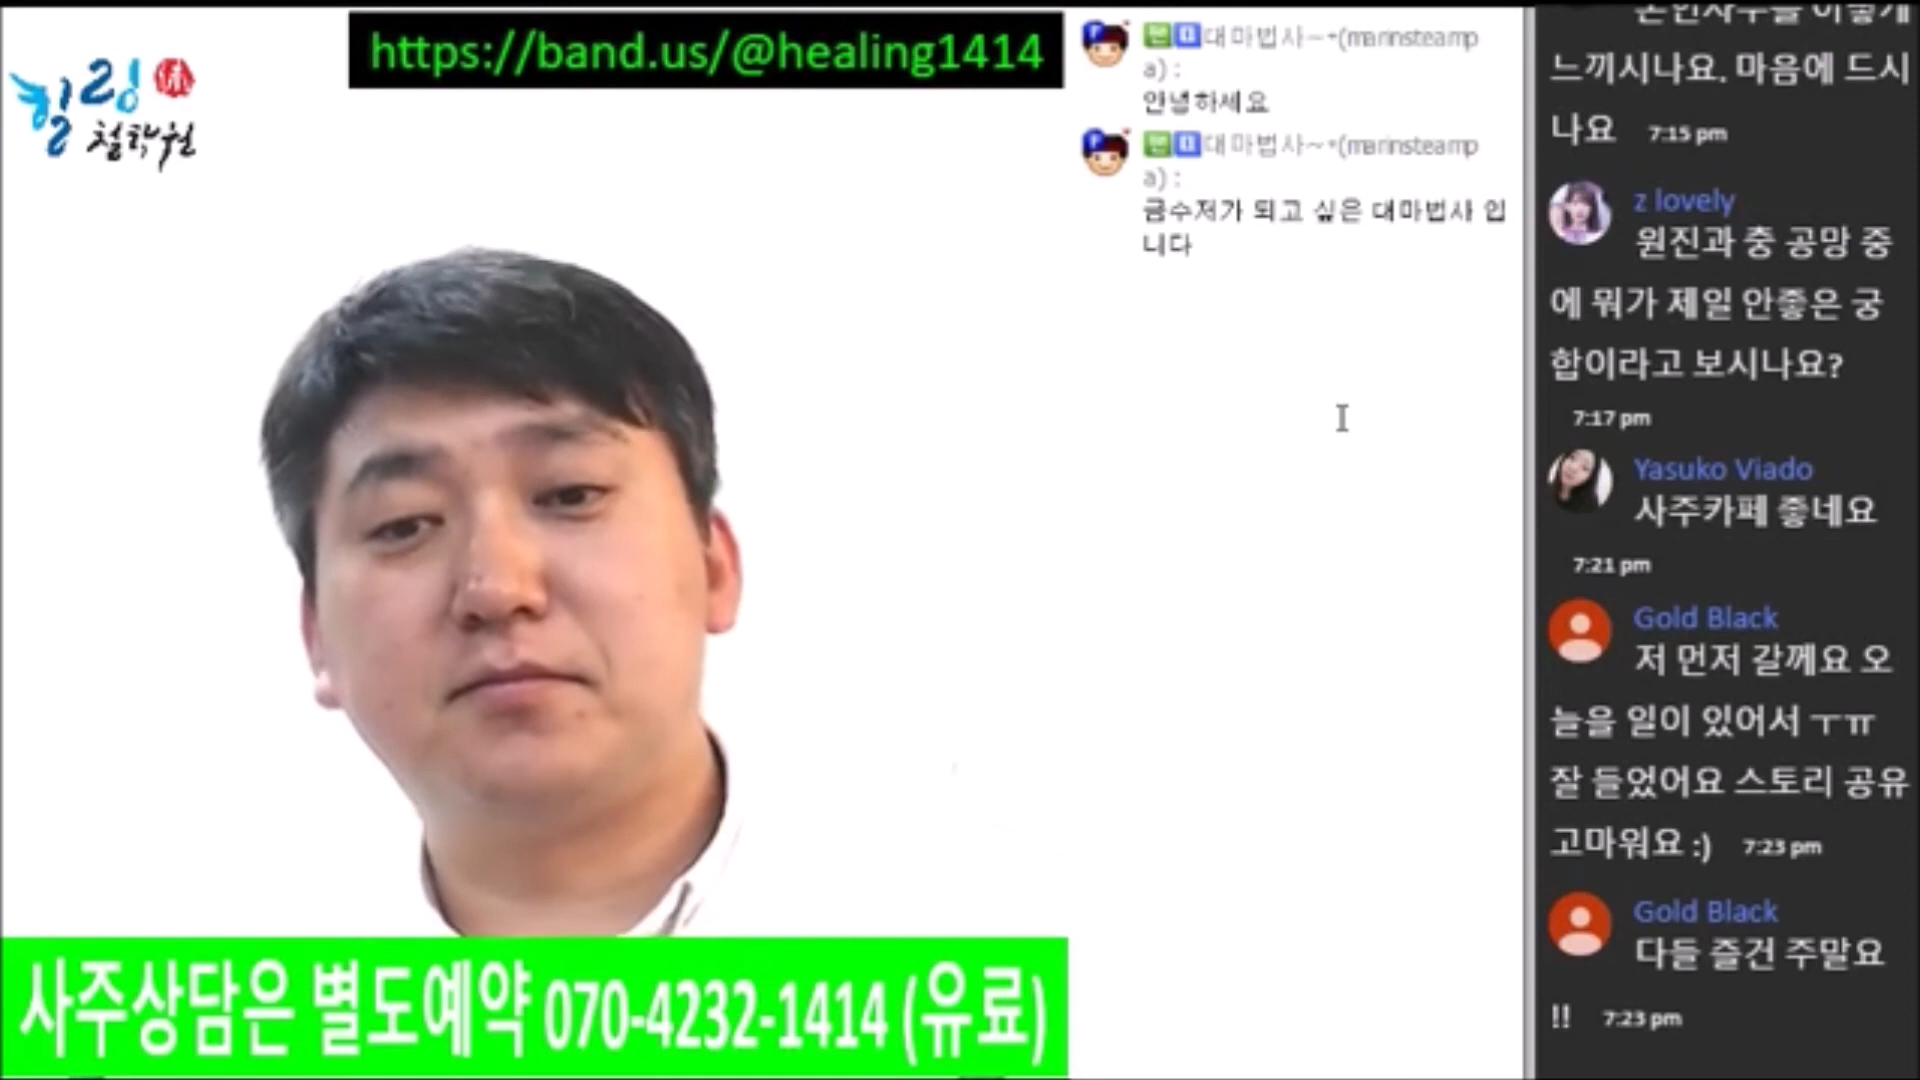 https://band.us/@healing1414
힐링
철학원
대마법사~+(marinsteamp
a) :
안녕하세요
대마법사~+(marinsteamp
a) :
금수저가 되고 싶은 대마법사 입
니다
느끼시나요. 마음에 드시
나요 7:15 pm
z lovely
원진과 충 공망 중
에 뭐가 제일 안좋은 궁
합이라고 보시나요?
7:17 pm
Yasuko Viado
사주카페 좋네요
7:21 pm
Gold Black
저 먼저 갈께요 오
늘을 일이 있어서 ㅜㅠ
잘 들었어요 스토리 공유
고마워요 :) 7:23 pm
Gold Black
다들 즐건 주말요
!! 7:23 pm
사주상담은 별도예약 070-4232-1414 (유료)